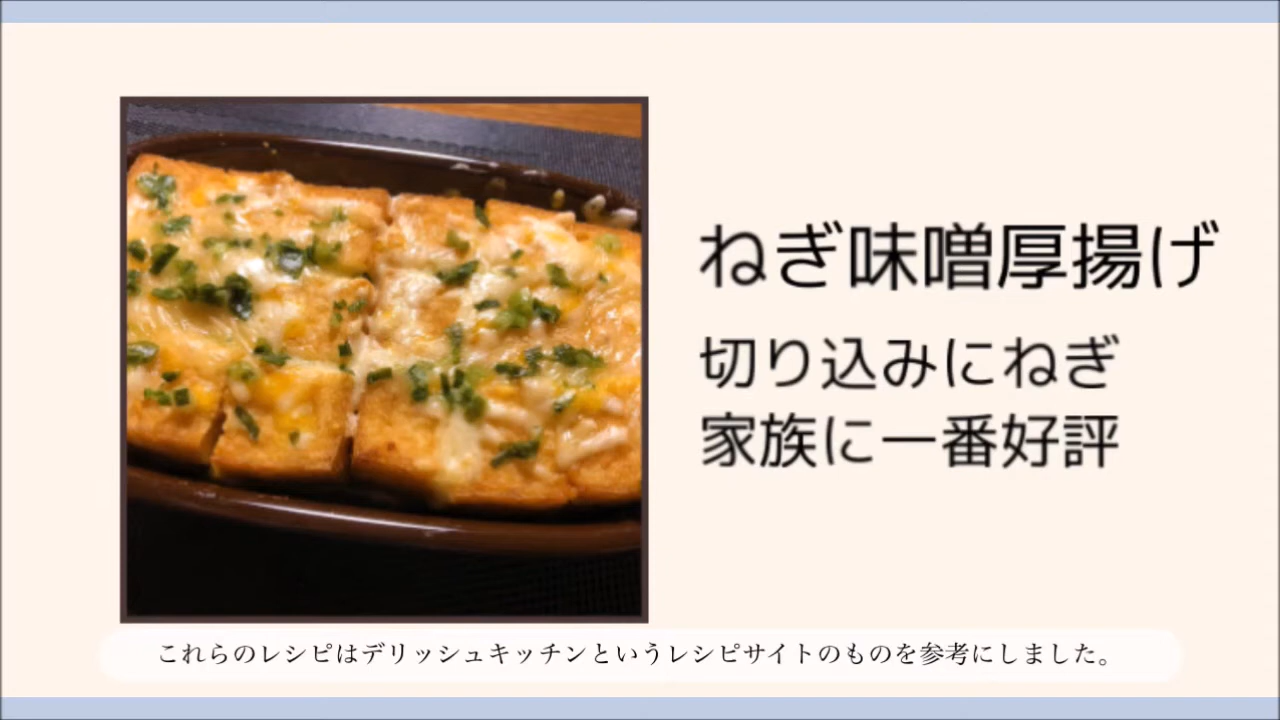 ねぎ味噌厚揚げ
切り込みにねぎ
家族に一番好評
これらのレシピはデリッシュキッチンというレシピサイトのものを参考にしました。